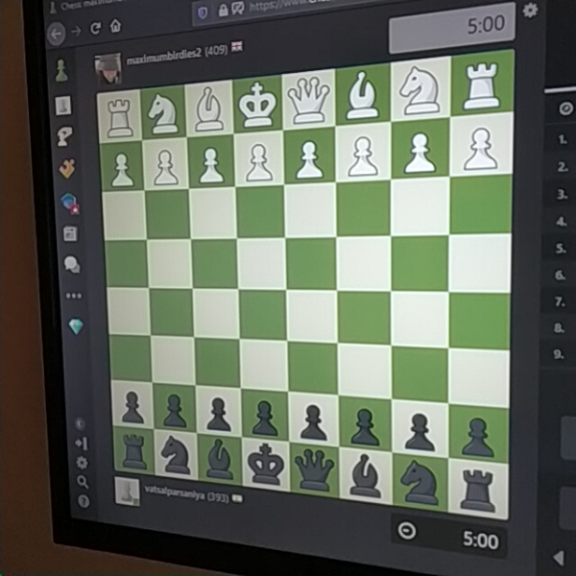 Chess: maximum
https://www.
maximumbirdies2 (409)
5:00
1.
2.
3.
4.
5.
6.
7.
8.
9.
vatsalparsaniya (393)
5:00